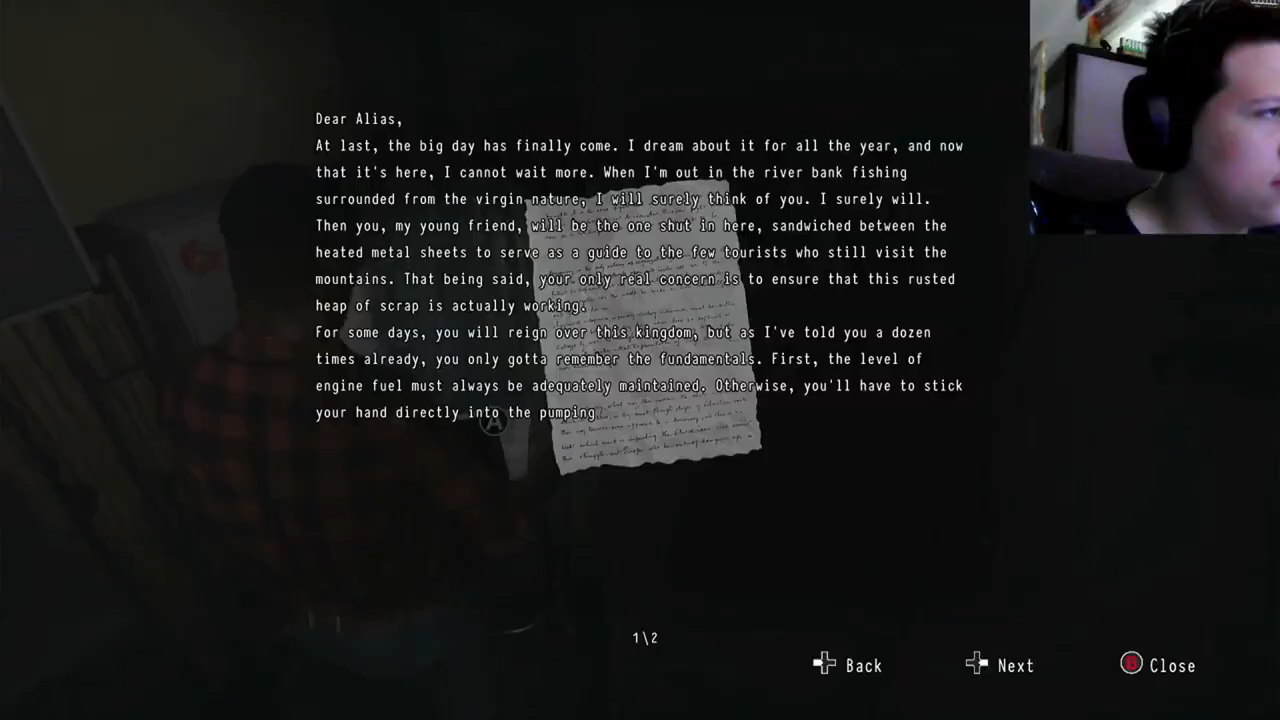 Dear Alias,
At last, the big day has finally come. I dream about it for all the year, and now
that it's here, I cannot wait more. When I'm out in the river bank fishing
surrounded from the virgin nature, I will surely think of you. I surely will.
Then you, my young friend, will be the one shut in here, sandwiched between the
heated metal sheets to serve as a guide to the few tourists who still visit the
mountains. That being said, your only real concern is to ensure that this rusted
heap of scrap is actually working.
For some days, you will reign over this kingdom, but as I've told you a dozen
times already, you only gotta remember the fundamentals. First, the level of
engine fuel must always be adequately maintained. Otherwise, you'll have to stick
your hand directly into the pumping
A
1\2
Back
Next
B Close